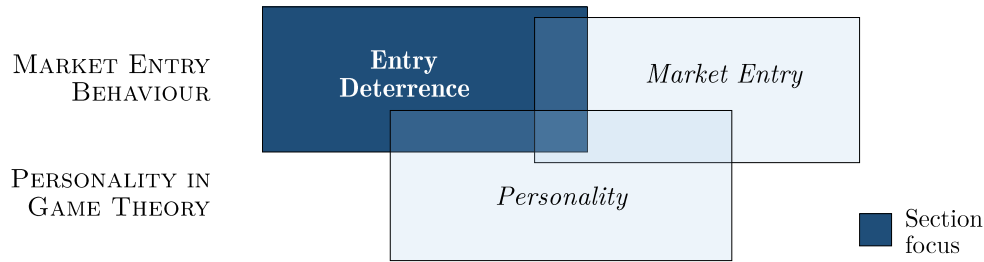 MARKET ENTRY
BEHAVIOUR
Entry
Deterrence
Market Entry
PERSONALITY IN
GAME THEORY
Personality
Section
focus